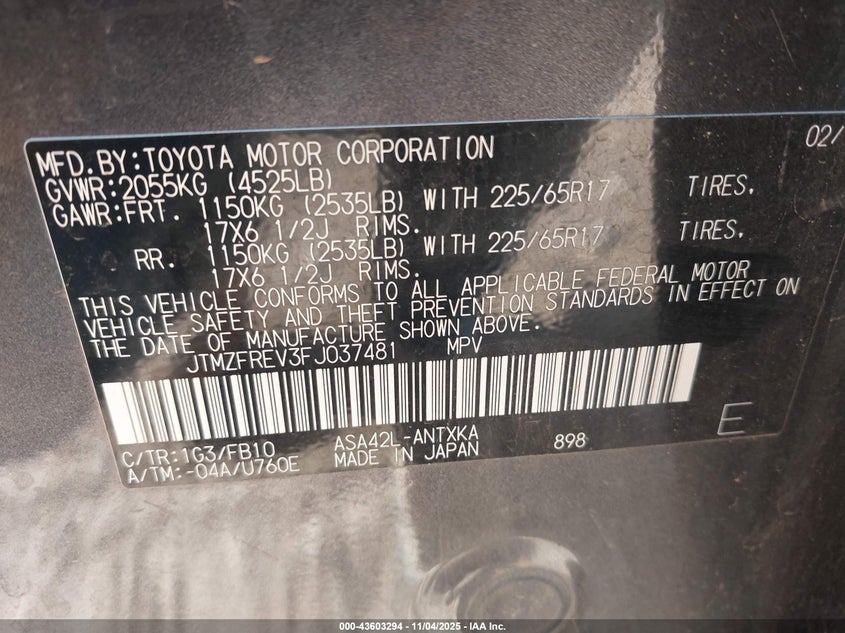 MFD.BY:TOYOTA MOTOR CORPORATION 02/
GVWR:2055KG (4525LB)
GAWR:FRT. 1150KG (2535LB) WITH 225/65R17 TIRES.
17X6 1/2J RIMS.
RR. 1150KG (2535LB) WITH 225/65R17 TIRES.
17X6 1/2J RIMS.
THIS VEHICLE CONFORMS TO ALL APPLICABLE FEDERAL MOTOR
VEHICLE SAFETY AND THEFT PREVENTION STANDARDS IN EFFECT ON
THE DATE OF MANUFACTURE SHOWN ABOVE.
JTMZFREV3FJ037481 MPV
E
C/TR:1G3/FB10 ASA42L-ANTXKA 898
A/TM:-04A/U760E MADE IN JAPAN
000-43603294 - 11/04/2025 - IAA Inc.